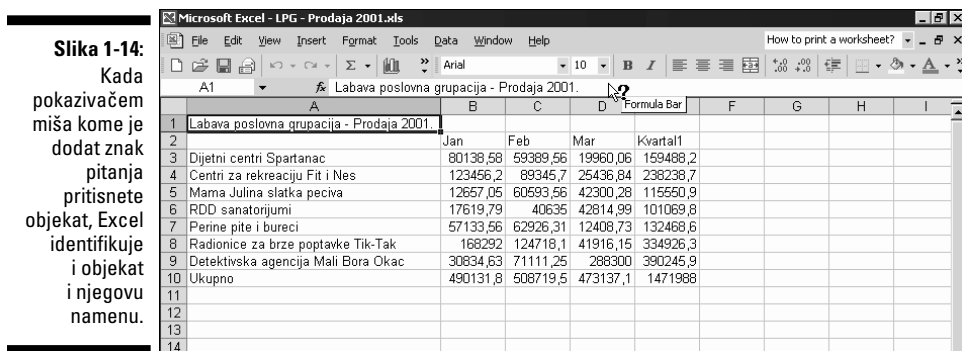 Slika 1-14:
Kada
pokazivačem
miša kome je
dodat znak
pitanja
pritisnete
objekat, Excel
identifikuje
i objekat
i njegovu
namenu.
Microsoft Excel - LPG - Prodaja 2001.xls
File Edit View Insert Format Tools Data Window Help How to print a worksheet?
Arial 10 B I
A1 fx Labava poslovna grupacija - Prodaja 2001. ?
Formula Bar
A B C D F G H I
1 Labava poslovna grupacija - Prodaja 2001.
2 Jan Feb Mar Kvartal1
3 Dijetni centri Spartanac 80138,58 59389,56 19960,06 159488,2
4 Centri za rekreaciju Fit i Nes 123456,2 89345,7 25436,84 238238,7
5 Mama Julina slatka peciva 12657,05 60593,56 42300,28 115550,9
6 RDD sanatorijumi 17619,79 40635 42814,99 101069,8
7 Perine pite i bureci 57133,56 62926,31 12408,73 132468,6
8 Radionice za brze poptavke Tik-Tak 168292 124718,1 41916,15 334926,3
9 Detektivska agencija Mali Bora Okac 30834,63 71111,25 288300 390245,9
10 Ukupno 490131,8 508719,5 473137,1 1471988
11
12
13
14